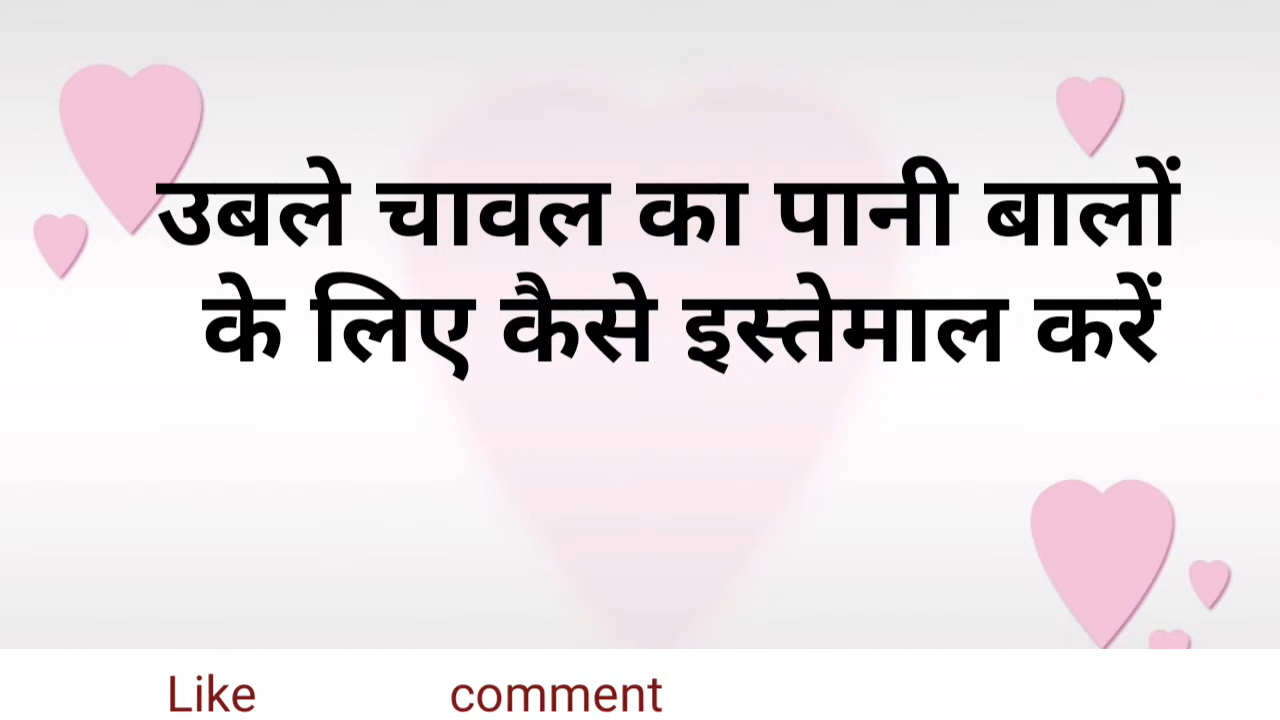 उबले चावल का पानी बालों
के लिए कैसे इस्तेमाल करें
Like comment